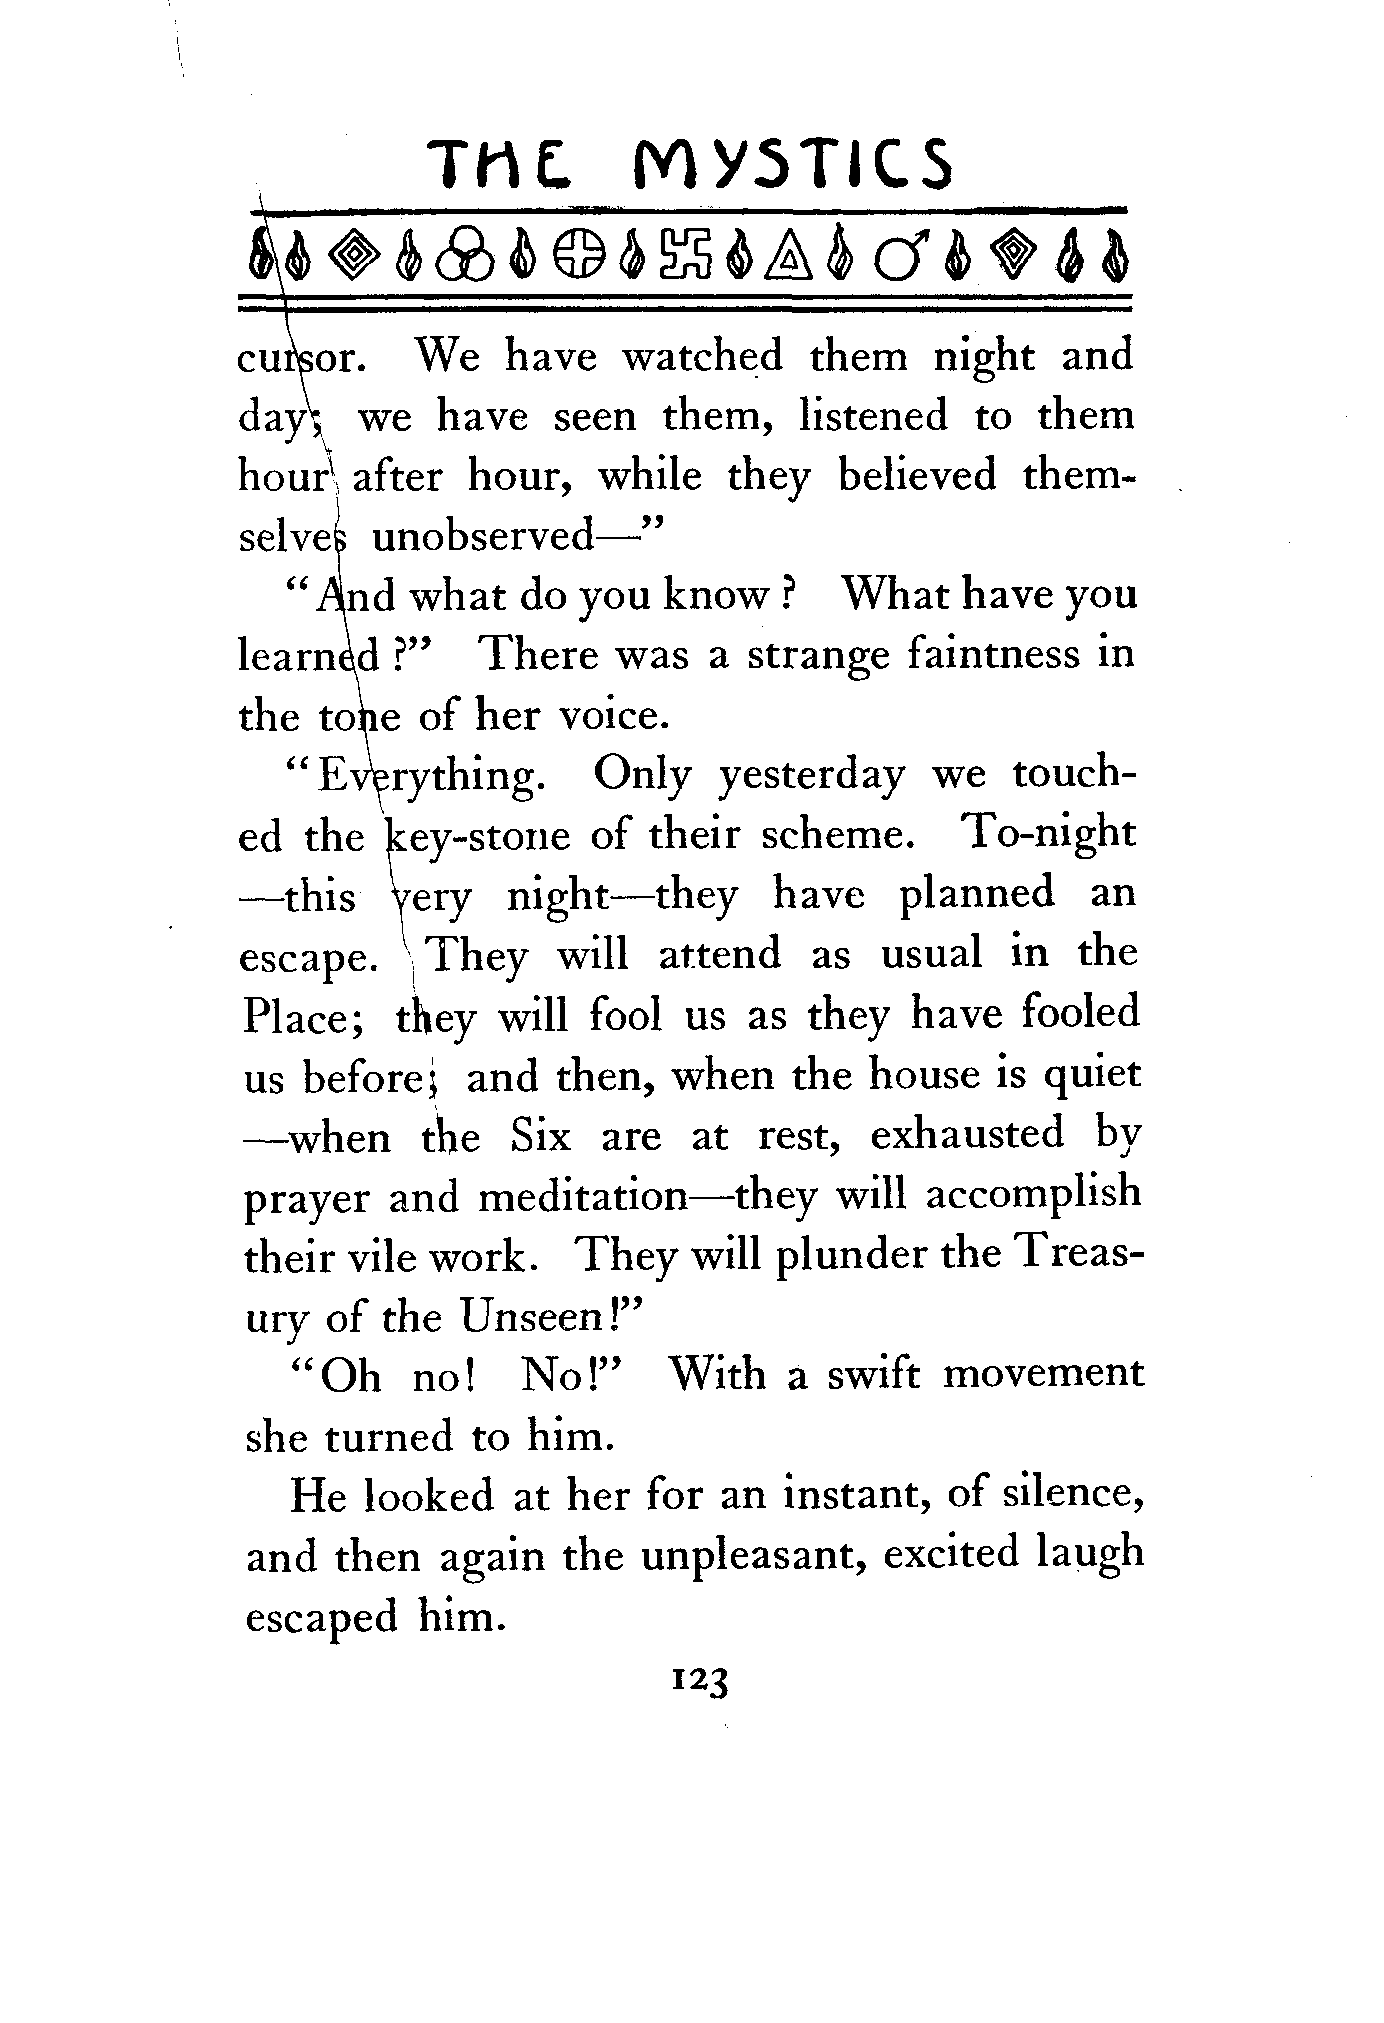 THE MYSTICS
cursor. We have watched them night and
day; we have seen them, listened to them
hour after hour, while they believed them-
selves unobserved—"
"And what do you know? What have you
learned?" There was a strange faintness in
the tone of her voice.
"Everything. Only yesterday we touch-
ed the key-stone of their scheme. To-night
—this very night—they have planned an
escape. They will attend as usual in the
Place; they will fool us as they have fooled
us before; and then, when the house is quiet
—when the Six are at rest, exhausted by
prayer and meditation—they will accomplish
their vile work. They will plunder the Treas-
ury of the Unseen!"
"Oh no! No!" With a swift movement
she turned to him.
He looked at her for an instant, of silence,
and then again the unpleasant, excited laugh
escaped him.
123